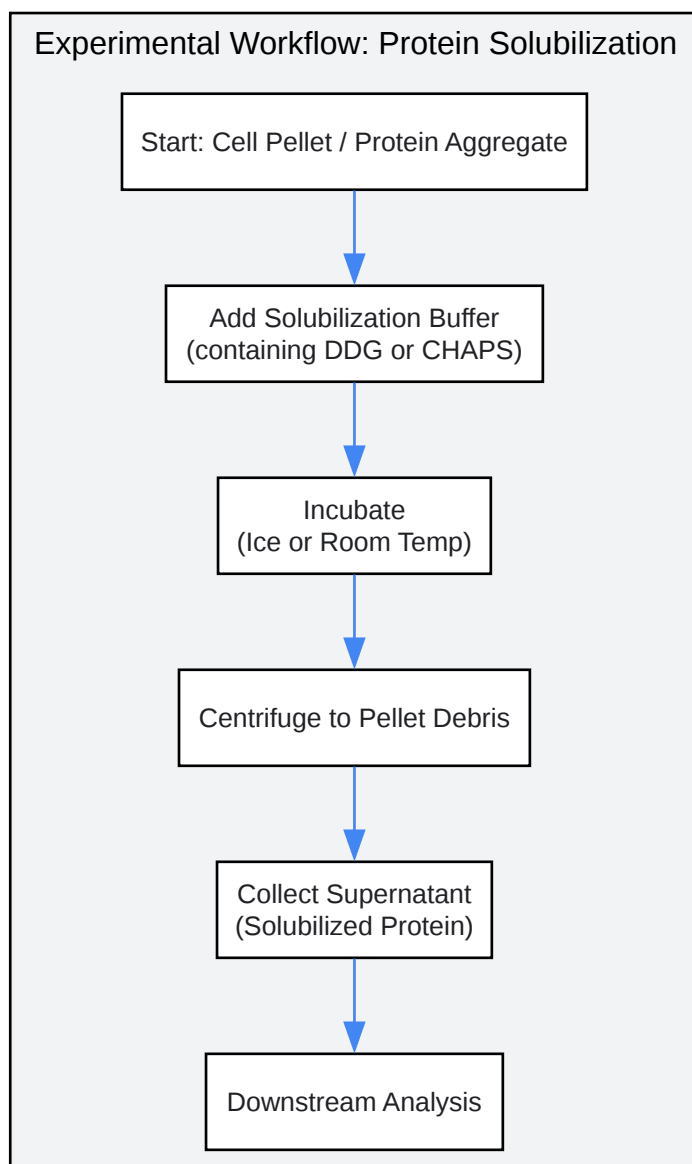 Experimental Workflow: Protein Solubilization
Start: Cell Pellet / Protein Aggregate
Add Solubilization Buffer
(containing DDG or CHAPS)
Incubate
(Ice or Room Temp)
Centrifuge to Pellet Debris
Collect Supernatant
(Solubilized Protein)
Downstream Analysis